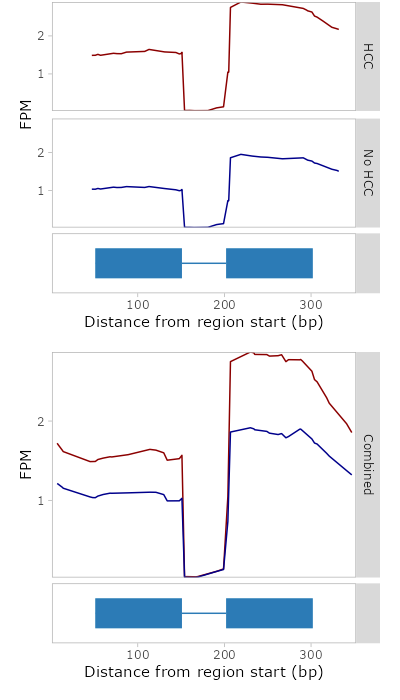 2
1
HCC
FPM
2
1
No HCC
100 200 300
Distance from region start (bp)
2
1
FPM
Combined
100 200 300
Distance from region start (bp)